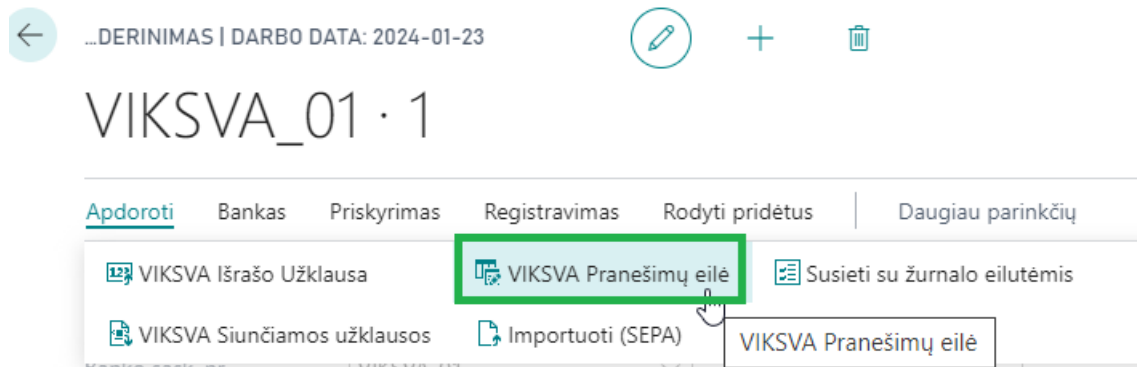 ...DERINIMAS | DARBO DATA: 2024-01-23
VIKSVA_01 · 1
Apdoroti Bankas Priskyrimas Registravimas Rodyti pridėtus Daugiau parinkčių
VIKSVA Išrašo Užklausa VIKSVA Pranešimų eilė Susieti su žurnalo eilutėmis
VIKSVA Siunčiamos užklausos Importuoti (SEPA)
VIKSVA Pranešimų eilė